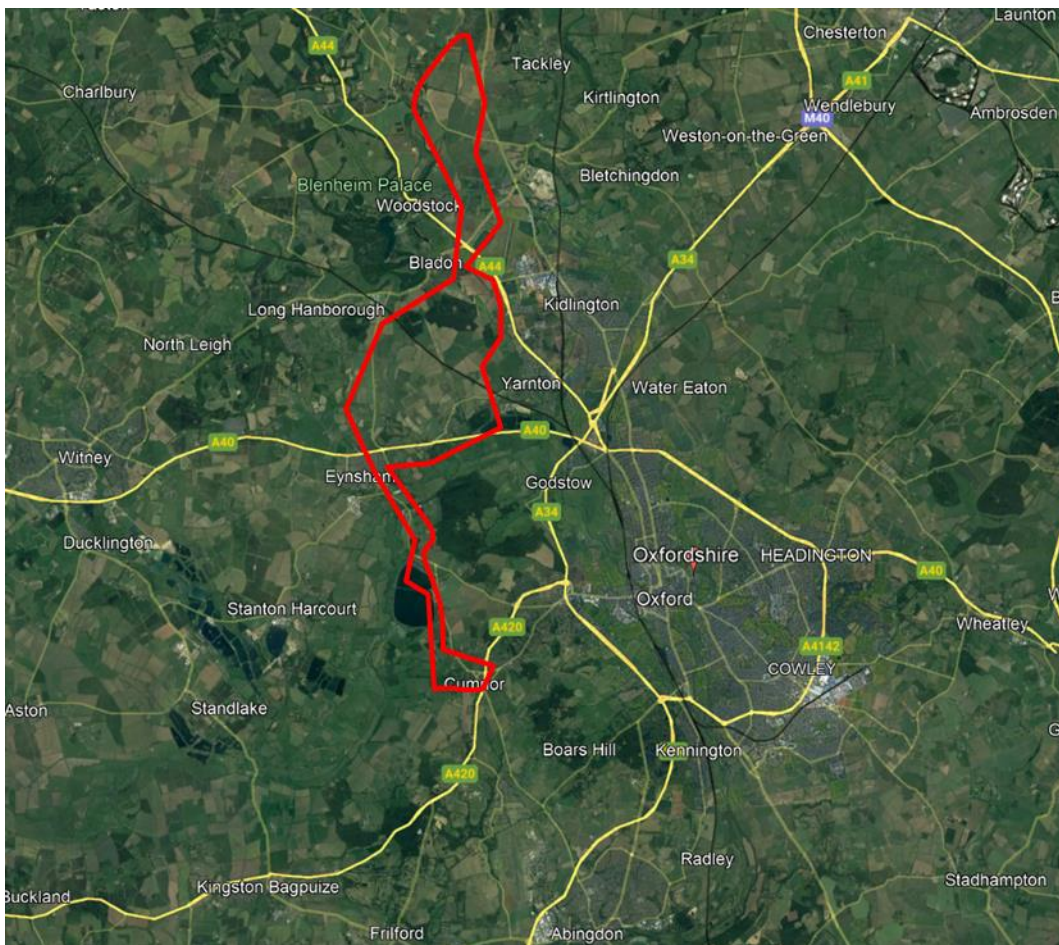 A44
Tackley
Chesterton
Launton
Charlbury
Kirtlington
A41
Wendlebury
M40
Ambrosden
Weston-on-the-Green
Blenheim Palace
Bletchingdon
Woodstock
Bladon
A44
A34
Long Hanborough
Kidlington
North Leigh
Yarnton
Water Eaton
A40
A40
Witney
Eynsham
Godstow
A34
Ducklington
Oxfordshire
HEADINGTON
A40
Stanton Harcourt
Oxford
A420
Wheatley
A4142
COWLEY
Cumnor
Aston
Standlake
Boars Hill
Kennington
A420
Radley
Kingston Bagpuize
Stadhampton
Buckland
Frilford
Abingdon